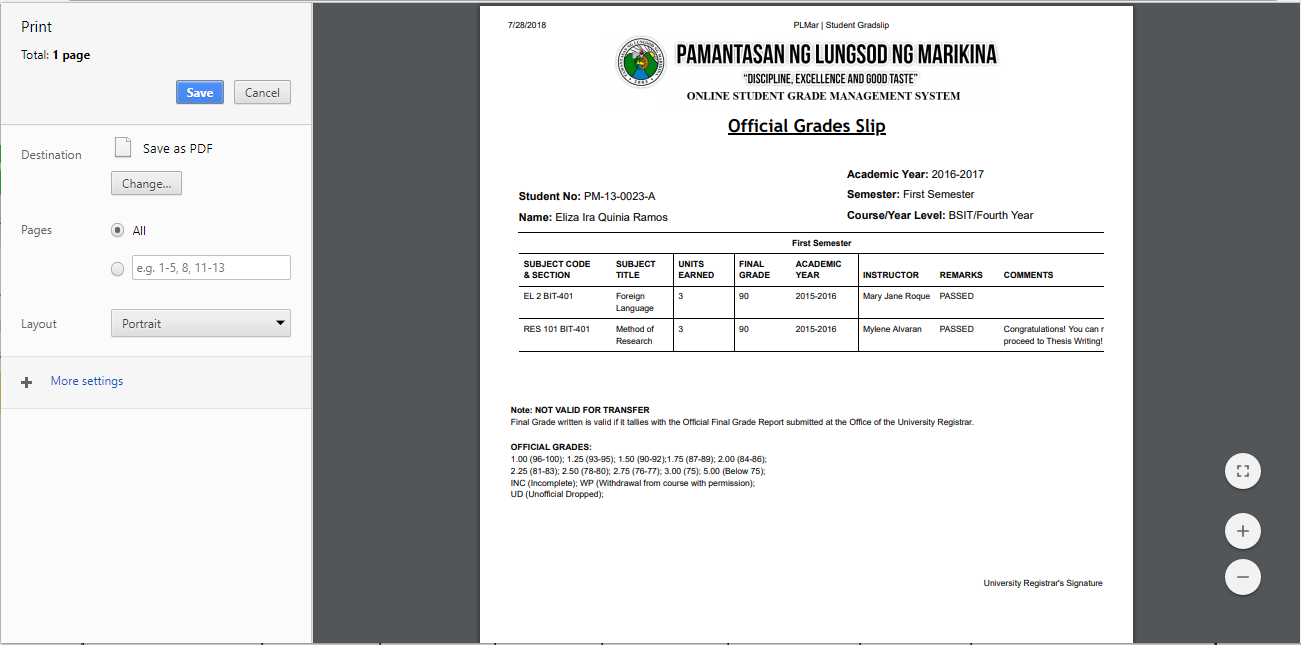 Print
Total: 1 page
Save Cancel
Destination Save as PDF
Change...
Pages All
e.g. 1-5, 8, 11-13
Layout Portrait
More settings
7/28/2018 PLMar | Student Gradslip
PAMANTASAN NG LUNGSOD NG MARIKINA
“DISCIPLINE, EXCELLENCE AND GOOD TASTE”
ONLINE STUDENT GRADE MANAGEMENT SYSTEM
Official Grades Slip
Academic Year: 2016-2017
Student No: PM-13-0023-A Semester: First Semester
Name: Eliza Ira Quinia Ramos Course/Year Level: BSIT/Fourth Year
First Semester
SUBJECT CODE SUBJECT UNITS FINAL ACADEMIC
& SECTION TITLE EARNED GRADE YEAR INSTRUCTOR REMARKS COMMENTS
EL 2 BIT-401 Foreign 3 90 2015-2016 Mary Jane Roque PASSED
Language
RES 101 BIT-401 Method of 3 90 2015-2016 Mylene Alvaran PASSED Congratulations! You can
Research proceed to Thesis Writing!
Note: NOT VALID FOR TRANSFER
Final Grade written is valid if it tallies with the Official Final Grade Report submitted at the Office of the University Registrar.
OFFICIAL GRADES:
1.00 (96-100); 1.25 (93-95); 1.50 (90-92);1.75 (87-89); 2.00 (84-86);
2.25 (81-83); 2.50 (78-80); 2.75 (76-77); 3.00 (75); 5.00 (Below 75);
INC (Incomplete); WP (Withdrawal from course with permission);
UD (Unofficial Dropped);
University Registrar's Signature